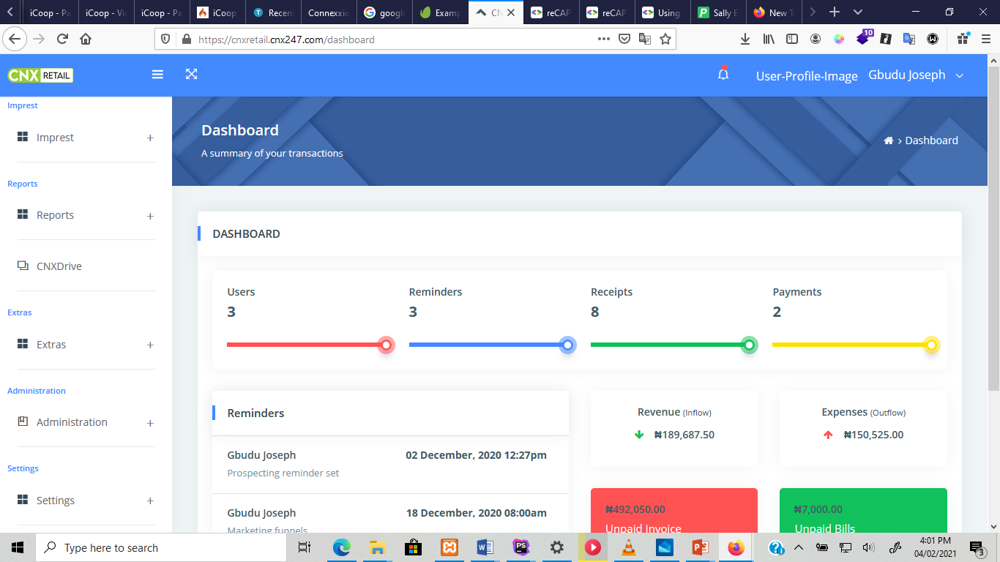 iCoop - Pa
iCoop - Vie
iCoop - Pa
iCoop
Recent
Connexxio
google
Examp
CN
reCAP
reCAP
Using
Sally E
New T
https://cnxretail.cnx247.com/dashboard
10
CNX RETAIL
User-Profile-Image
Gbudu Joseph
Imprest
Imprest
Reports
Reports
CNXDrive
Extras
Extras
Administration
Administration
Settings
Settings
Dashboard
A summary of your transactions
› Dashboard
DASHBOARD
Users
3
Reminders
3
Receipts
8
Payments
2
Reminders
Gbudu Joseph
02 December, 2020 12:27pm
Prospecting reminder set
Gbudu Joseph
18 December, 2020 08:00am
Marketing funnels
Revenue (Inflow)
₦189,687.50
Expenses (Outflow)
₦150,525.00
₦492,050.00
Unpaid Invoice
₦7,000.00
Unpaid Bills
Type here to search
4:01 PM
04/02/2021
3